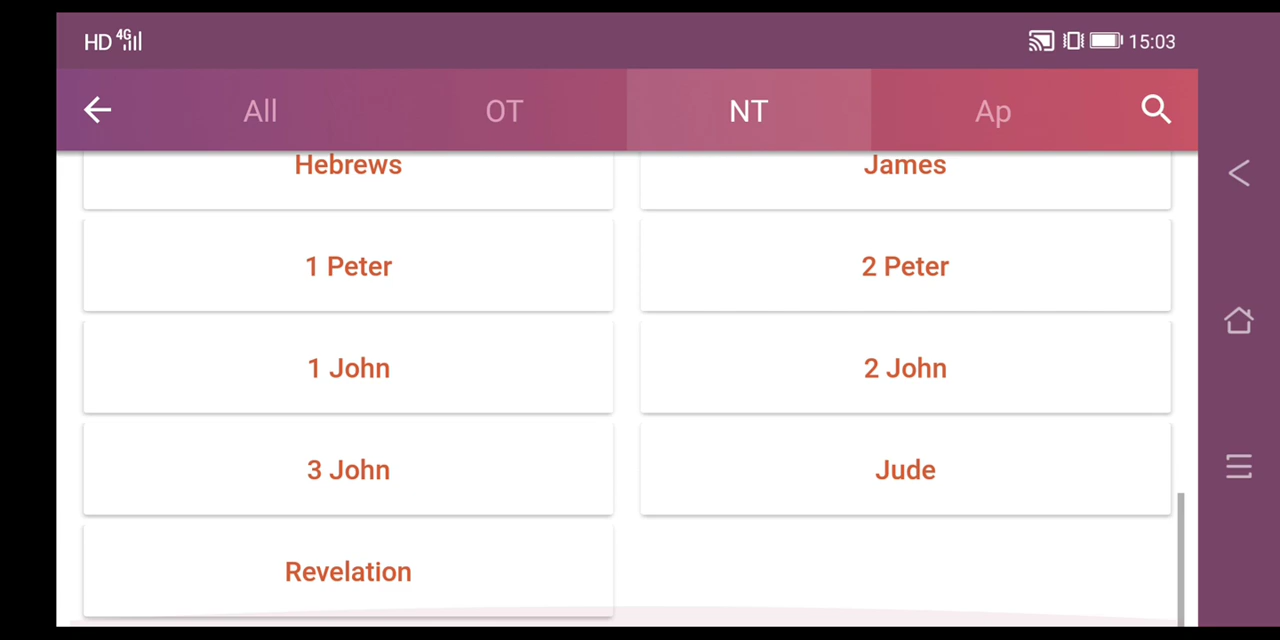 HD 4G 15:03
All OT NT Ap
Hebrews James
1 Peter 2 Peter
1 John 2 John
3 John Jude
Revelation